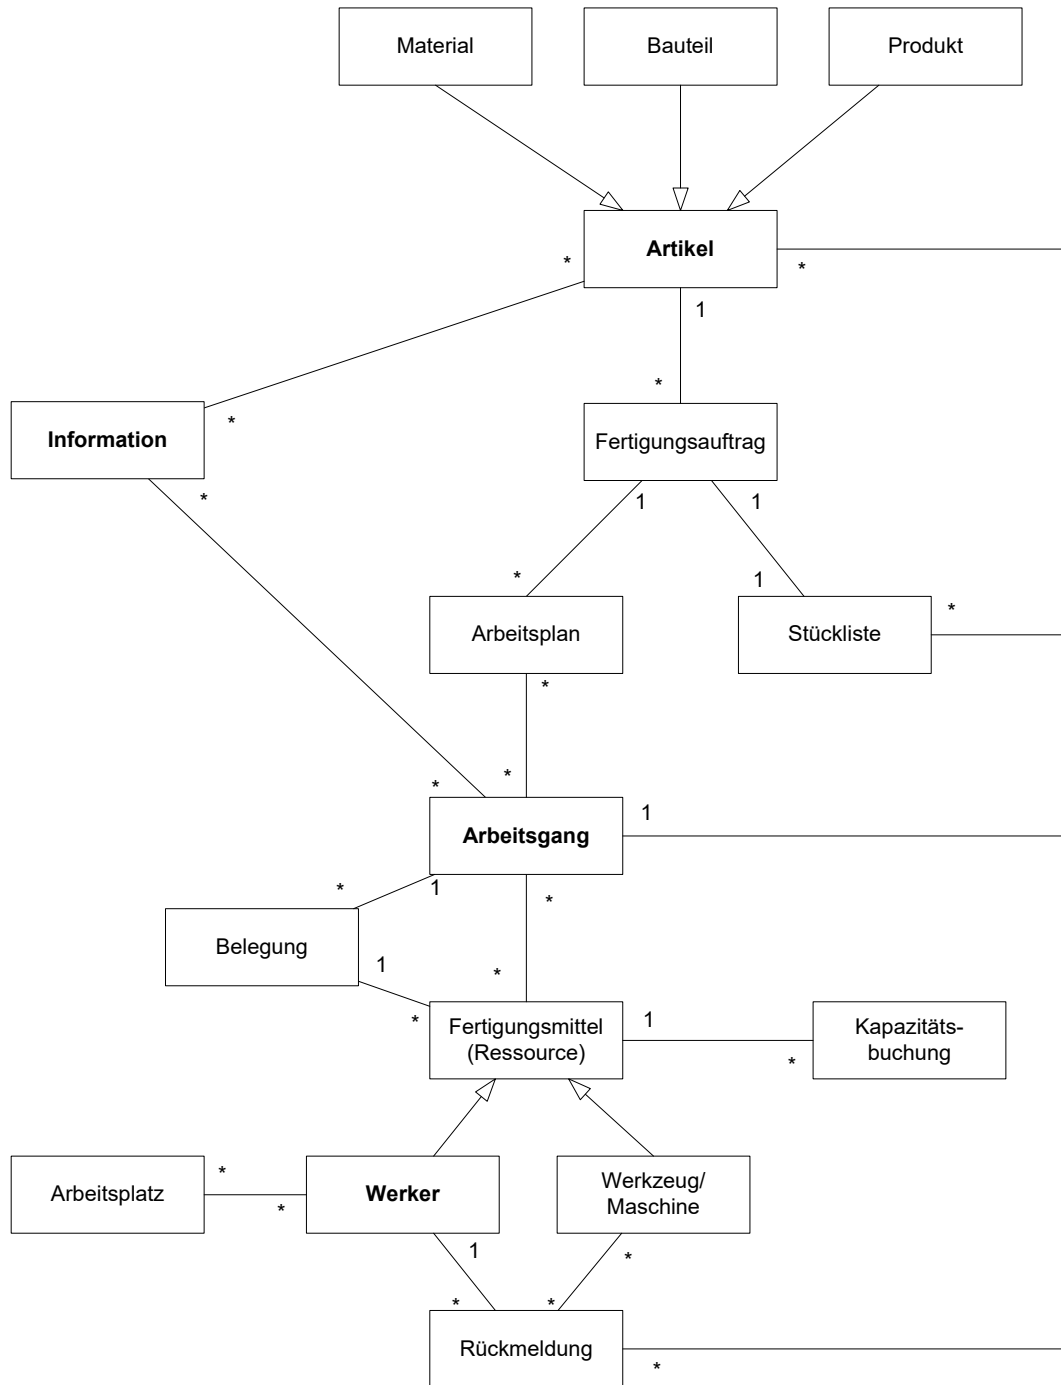 Material
Bauteil
Produkt
Artikel
*
*
1
*
*
Information
Fertigungsauftrag
*
1
1
*
1
*
Arbeitsplan
Stückliste
*
*
*
1
Arbeitsgang
*
1
*
Belegung
1
*
*
Fertigungsmittel
(Ressource)
1
*
Kapazitäts-
buchung
Arbeitsplatz
*
*
Werker
Werkzeug/
Maschine
1
*
*
*
Rückmeldung
*